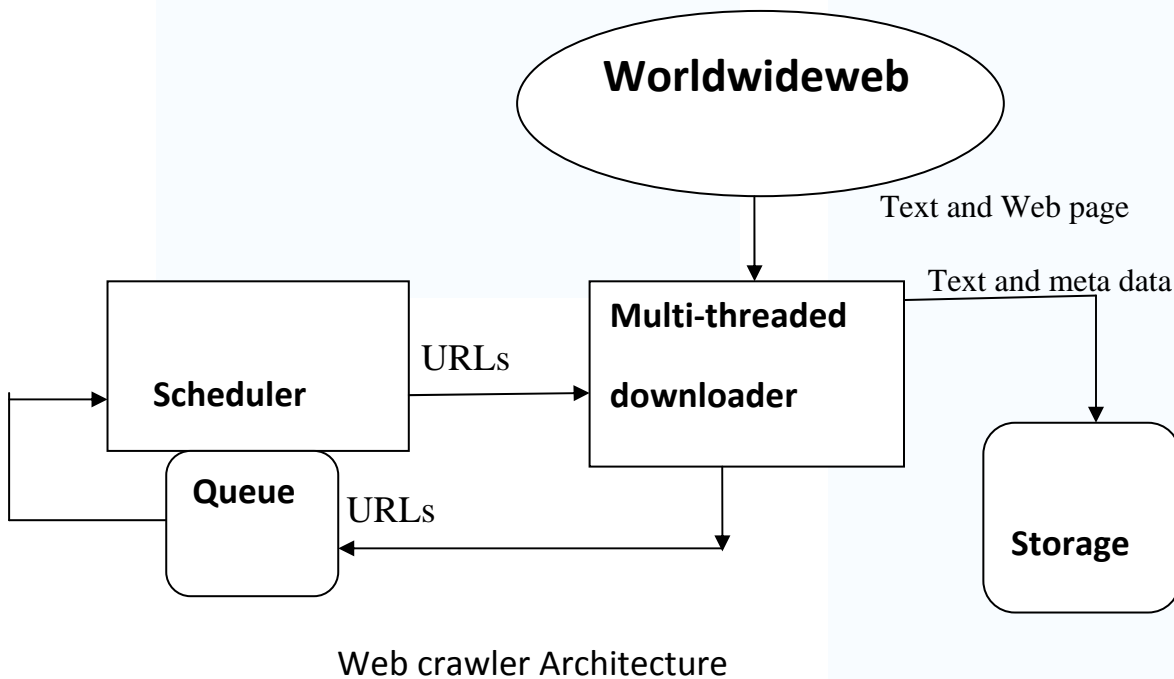 Worldwideweb
Text and Web page
Text and meta data
Multi-threaded
downloader
URLs
Scheduler
Queue
URLs
Storage
Web crawler Architecture